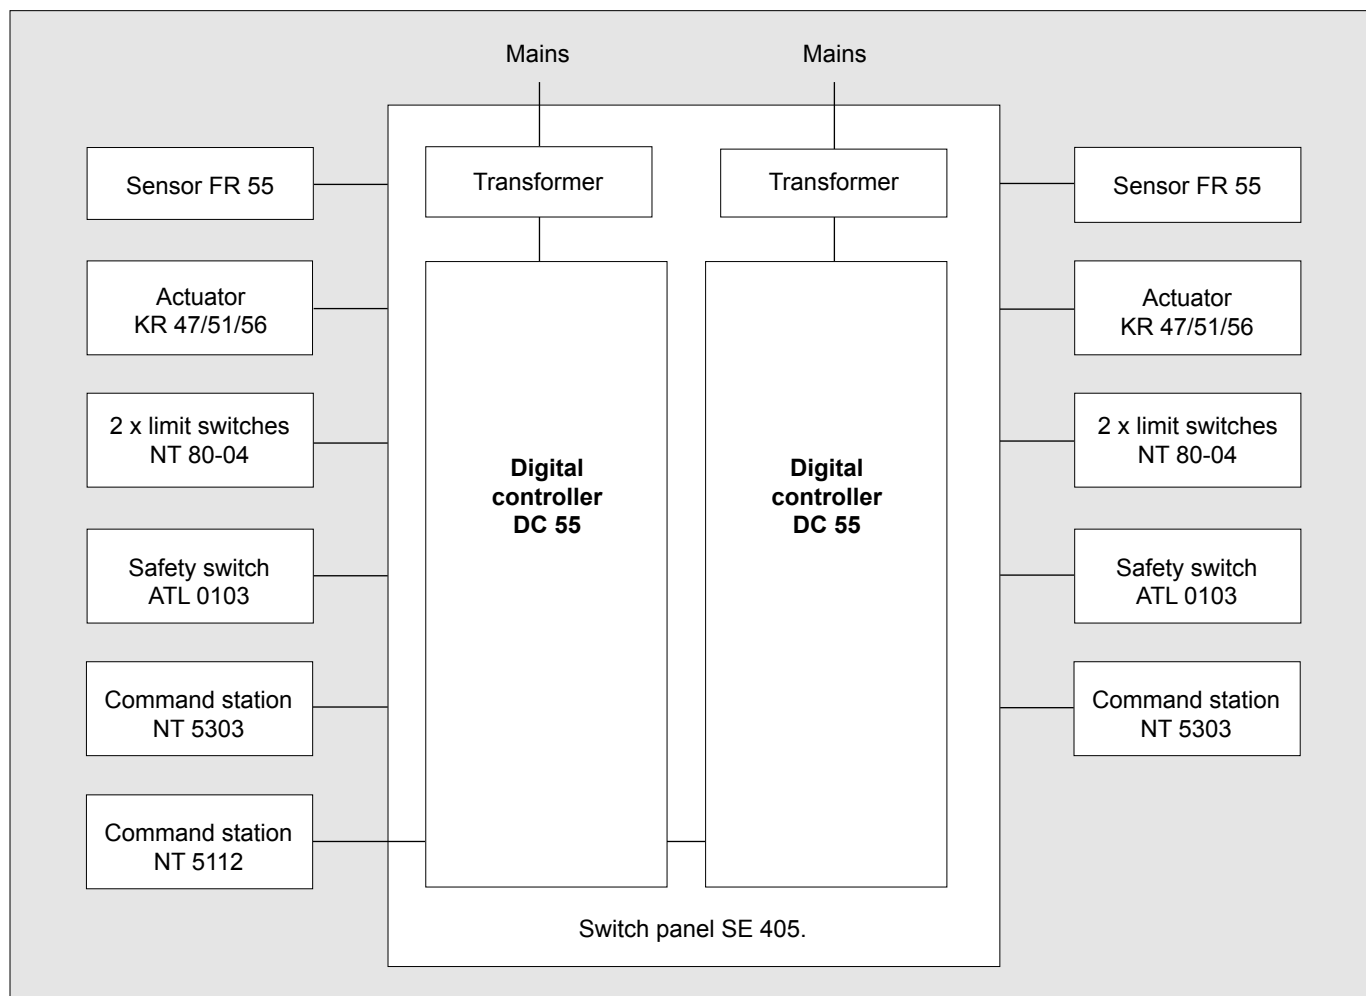 Mains
Mains
Sensor FR 55
Transformer
Transformer
Sensor FR 55
Actuator
KR 47/51/56
Actuator
KR 47/51/56
2 x limit switches
NT 80-04
Digital
controller
DC 55
Digital
controller
DC 55
2 x limit switches
NT 80-04
Safety switch
ATL 0103
Safety switch
ATL 0103
Command station
NT 5303
Command station
NT 5303
Command station
NT 5112
Switch panel SE 405.